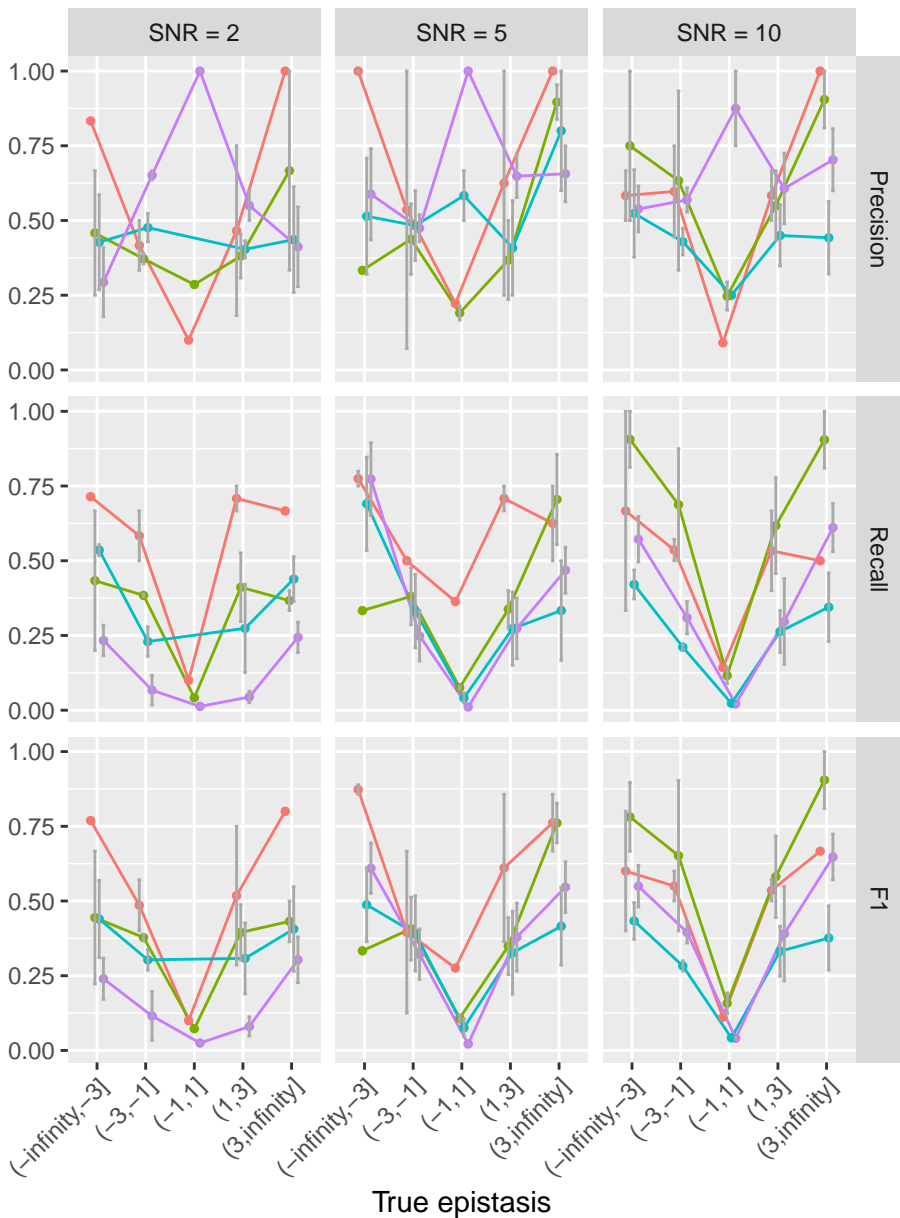 SNR = 2
SNR = 5
SNR = 10
1.00
0.75
0.50
0.25
0.00
Precision
1.00
0.75
0.50
0.25
0.00
Recall
1.00
0.75
0.50
0.25
0.00
F1
(−infinity,−3]
(−3,−1]
(−1,1]
(1,3]
(3,infinity]
(−infinity,−3]
(−3,−1]
(−1,1]
(1,3]
(3,infinity]
(−infinity,−3]
(−3,−1]
(−1,1]
(1,3]
(3,infinity]
True epistasis